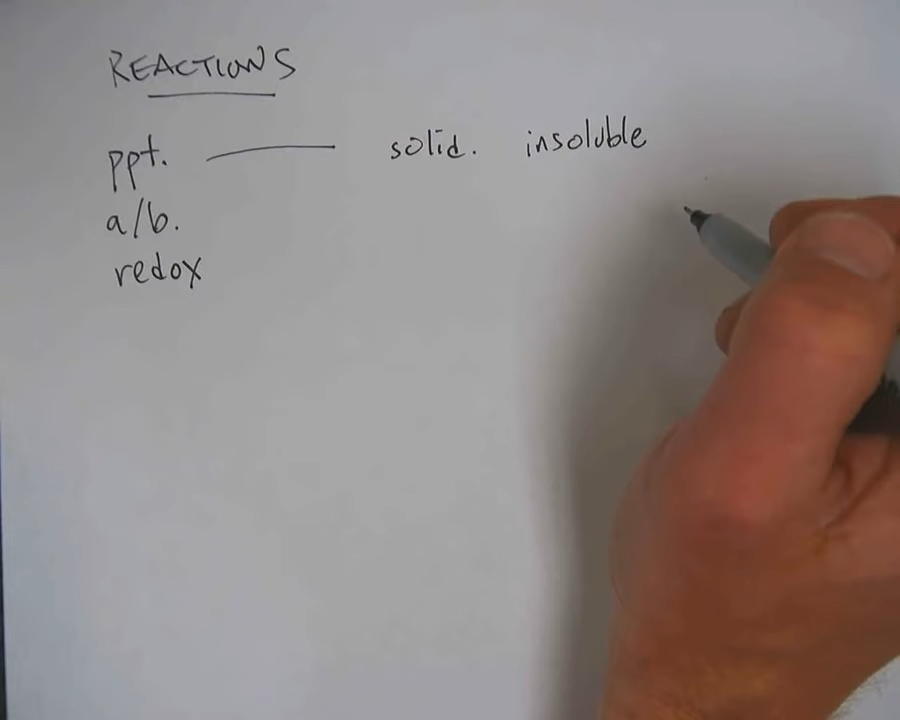 REACTIONS
ppt. — solid. insoluble
a/b.
redox